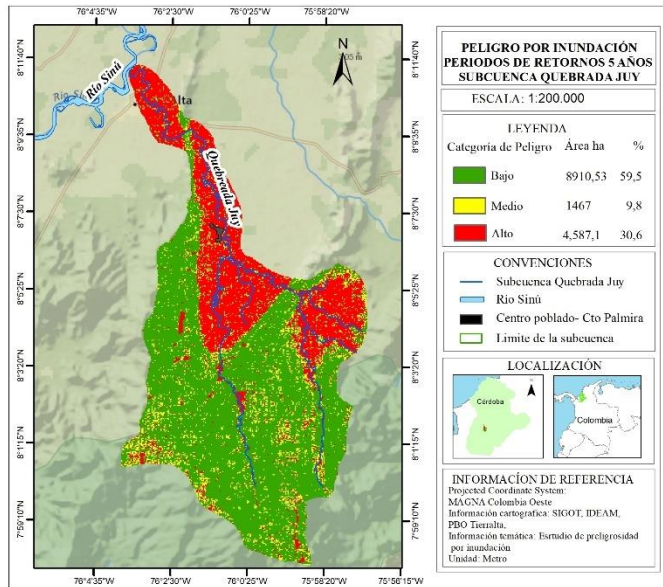 76°4'35"W 76°2'30"W 76°0'25"W 75°58'20"W
8°11'40"N
8°9'35"N
8°7'30"N
8°5'25"N
8°3'20"N
8°1'15"N
7°59'10"N
N
Río Sinú
Alta
Quebreada Juy
8°11'40"N
8°9'35"N
8°7'30"N
8°5'25"N
8°3'20"N
8°1'15"N
7°59'10"N
76°4'35"W 76°2'30"W 76°0'25"W 75°58'20"W 75°56'15"W
PELIGRO POR INUNDACIÓN
PERIODOS DE RETORNOS 5 AÑOS
SUBCUENCA QUEBRADA JUY
ESCALA: 1:200.000
LEYENDA
Categoría de Peligro Área ha %
Bajo 8910,53 59,5
Medio 1467 9,8
Alto 4,587,1 30,6
CONVENCIONES
Subcuenca Quebrada Juy
Rio Sinú
Centro poblado- Cto Palmira
Limite de la subcuenca
LOCALIZACIÓN
Córdoba
Colombia
INFORMACÍON DE REFERENCIA
Projected Coordinate System:
MAGNA Colombia Oeste
Información cartografica: SIGOT, IDEAM,
PBO Tierralta,
Información temática: Esrtudio de preligrosidad
por inundación
Unidad: Metro